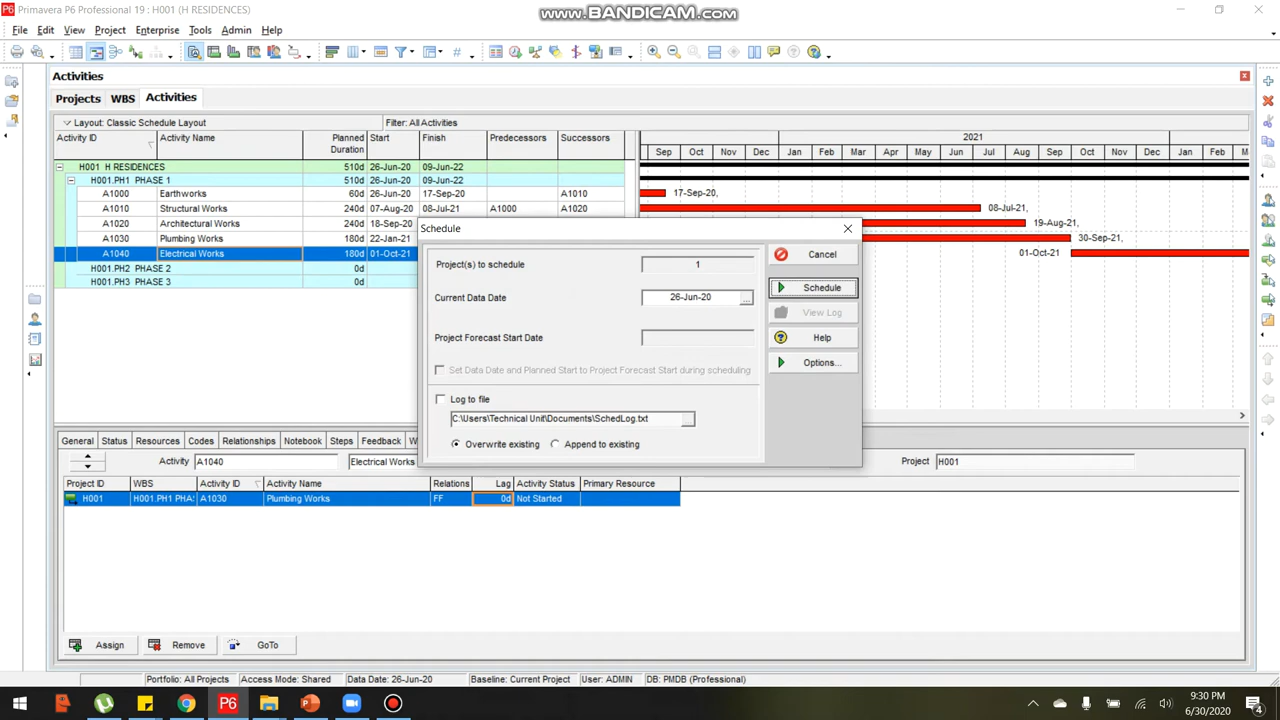 Primavera P6 Professional 19 : H001 (H RESIDENCES)
www.BANDICAM.com
File Edit View Project Enterprise Tools Admin Help
Activities
Projects WBS Activities
Layout: Classic Schedule Layout Filter: All Activities
Activity ID Activity Name Planned Duration Start Finish Predecessors Successors
2021
Sep Oct Nov Dec Jan Feb Mar Apr May Jun Jul Aug Sep Oct Nov Dec Jan Feb M
H001 H RESIDENCES 510d 26-Jun-20 09-Jun-22
H001.PH1 PHASE 1 510d 26-Jun-20 09-Jun-22
A1000 Earthworks 60d 26-Jun-20 17-Sep-20 A1010 17-Sep-20,
A1010 Structural Works 240d 07-Aug-20 08-Jul-21 A1000 A1020 08-Jul-21,
A1020 Architectural Works 240d 18-Sep-20 19-Aug-21,
A1030 Plumbing Works 180d 22-Jan-21 30-Sep-21,
A1040 Electrical Works 180d 01-Oct-21 01-Oct-21
H001.PH2 PHASE 2 0d
H001.PH3 PHASE 3 0d
Schedule
Project(s) to schedule 1
Cancel
Current Data Date 26-Jun-20 ...
Schedule
View Log
Project Forecast Start Date
Help
Set Data Date and Planned Start to Project Forecast Start during scheduling
Options...
Log to file
C:\Users\Technical Unit\Documents\SchedLog.txt
Overwrite existing Append to existing
General Status Resources Codes Relationships Notebook Steps Feedback W
Activity A1040 Electrical Works Project H001
Project ID WBS Activity ID Activity Name Relations Lag Activity Status Primary Resource
H001 H001.PH1 PHA: A1030 Plumbing Works FF 0d Not Started
Assign Remove GoTo
Portfolio: All Projects Access Mode: Shared Data Date: 26-Jun-20 Baseline: Current Project User: ADMIN DB: PMDB (Professional)
P6
9:30 PM
6/30/2020
4